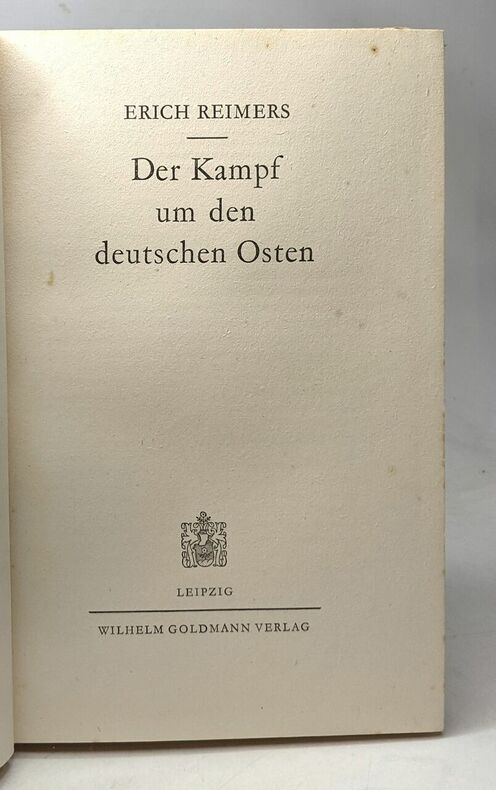 ERICH REIMERS
Der Kampf
um den
deutschen Osten
LEIPZIG
WILHELM GOLDMANN VERLAG